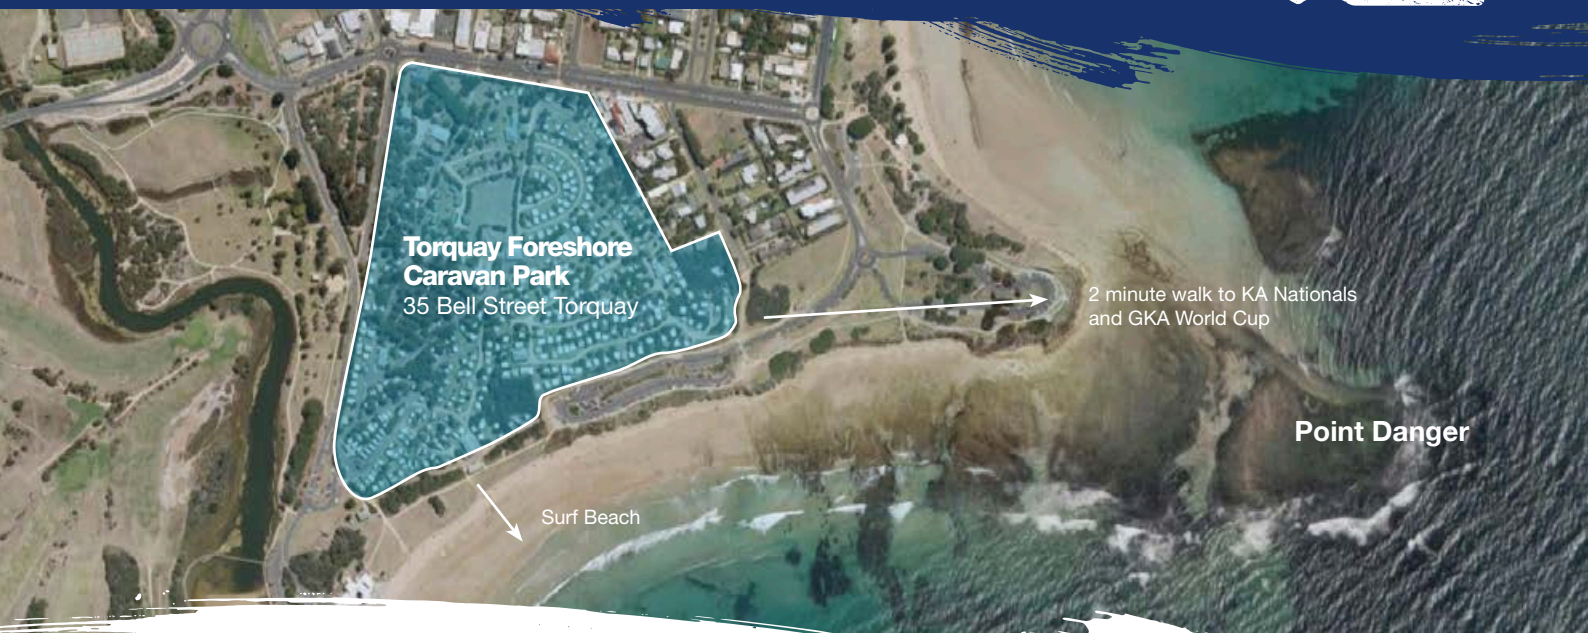 Torquay Foreshore
Caravan Park
35 Bell Street Torquay
2 minute walk to KA Nationals
and GKA World Cup
Point Danger
Surf Beach